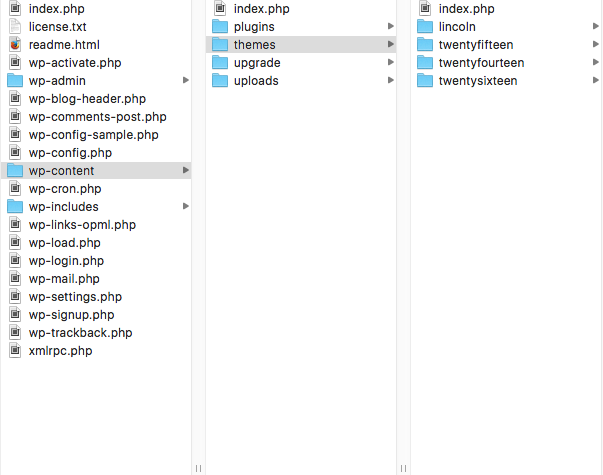 index.php
license.txt
readme.html
wp-activate.php
wp-admin
wp-blog-header.php
wp-comments-post.php
wp-config-sample.php
wp-config.php
wp-content
wp-cron.php
wp-includes
wp-links-opml.php
wp-load.php
wp-login.php
wp-mail.php
wp-settings.php
wp-signup.php
wp-trackback.php
xmlrpc.php
index.php
plugins
themes
upgrade
uploads
index.php
lincoln
twentyfifteen
twentyfourteen
twentysixteen